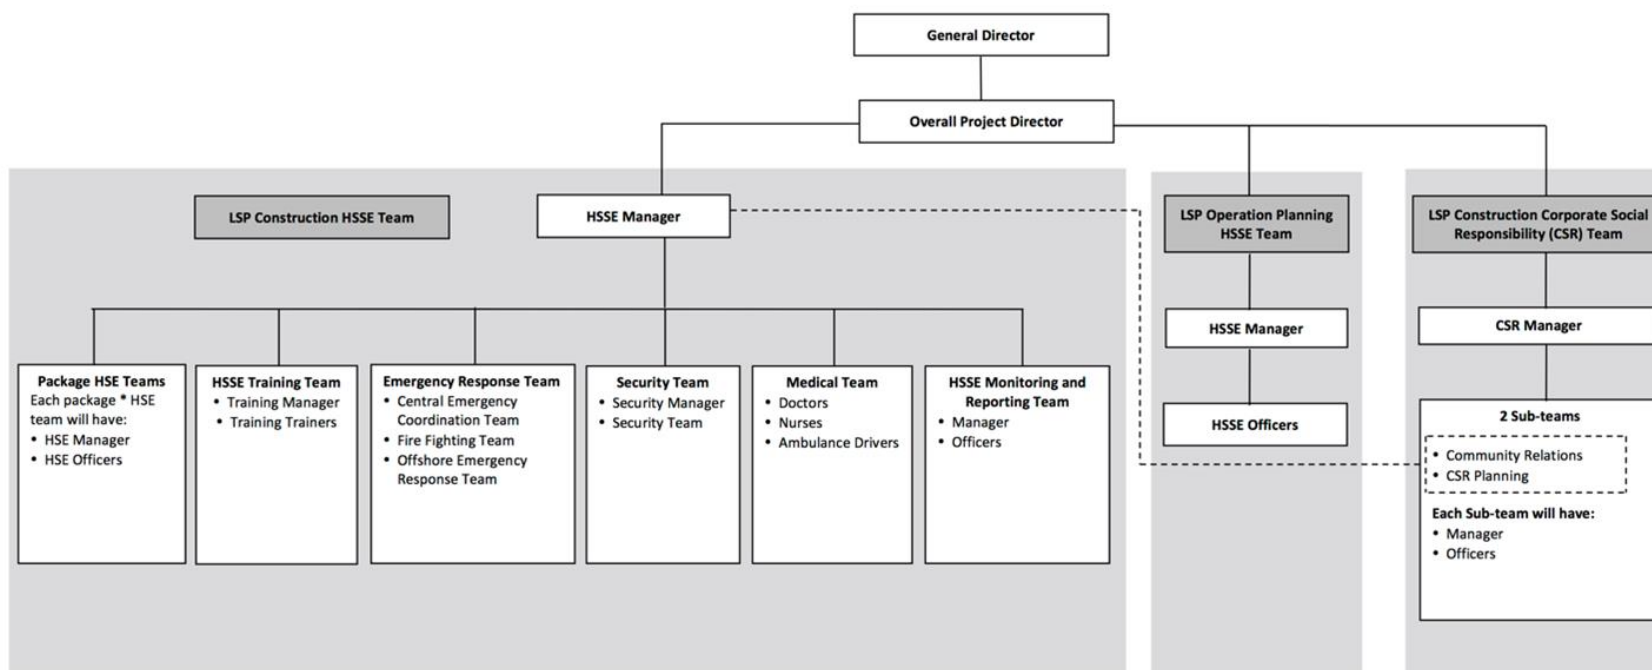 General Director
Overall Project Director
LSP Construction HSSE Team
HSSE Manager
Package HSE Teams
Each package * HSE
team will have:
• HSE Manager
• HSE Officers
HSSE Training Team
• Training Manager
• Training Trainers
Emergency Response Team
• Central Emergency
Coordination Team
• Fire Fighting Team
• Offshore Emergency
Response Team
Security Team
• Security Manager
• Security Team
Medical Team
• Doctors
• Nurses
• Ambulance Drivers
HSSE Monitoring and
Reporting Team
• Manager
• Officers
LSP Operation Planning
HSSE Team
HSSE Manager
HSSE Officers
LSP Construction Corporate Social
Responsibility (CSR) Team
CSR Manager
2 Sub-teams
• Community Relations
• CSR Planning
Each Sub-team will have:
• Manager
• Officers